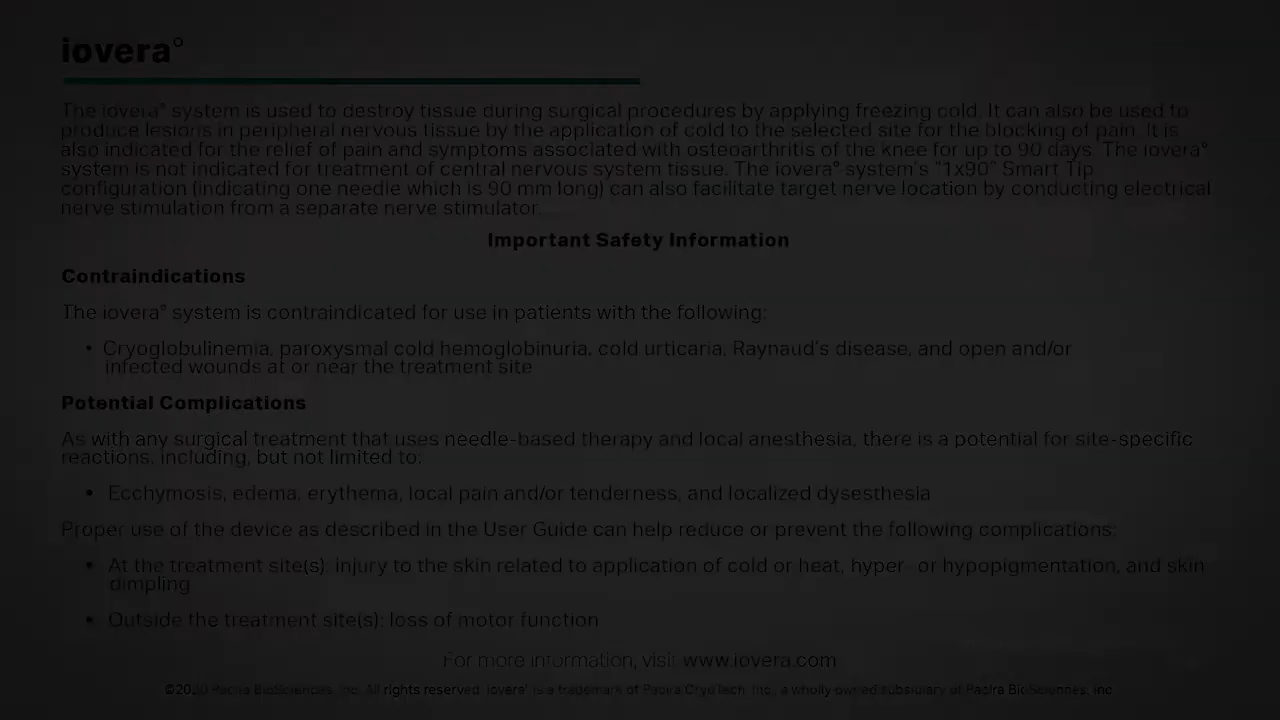 iovera°
The iovera° system is used to destroy tissue during surgical procedures by applying freezing cold. It can also be used to
produce lesions in peripheral nervous tissue by the application of cold to the selected site for the blocking of pain. It is
also indicated for the relief of pain and symptoms associated with osteoarthritis of the knee for up to 90 days. The iovera°
system is not indicated for treatment of central nervous system tissue. The iovera° system's "1x90" Smart Tip
configuration (indicating one needle which is 90 mm long) can also facilitate target nerve location by conducting electrical
nerve stimulation from a separate nerve stimulator.
Important Safety Information
Contraindications
The iovera° system is contraindicated for use in patients with the following:
• Cryoglobulinemia, paroxysmal cold hemoglobinuria, cold urticaria, Raynaud's disease, and open and/or
infected wounds at or near the treatment site
Potential Complications
As with any surgical treatment that uses needle-based therapy and local anesthesia, there is a potential for site-specific
reactions, including, but not limited to:
• Ecchymosis, edema, erythema, local pain and/or tenderness, and localized dysesthesia
Proper use of the device as described in the User Guide can help reduce or prevent the following complications:
• At the treatment site(s): injury to the skin related to application of cold or heat, hyper- or hypopigmentation, and skin
dimpling
• Outside the treatment site(s): loss of motor function
For more information, visit www.iovera.com
©2020 Pacira BioSciences, Inc. All rights reserved. iovera° is a trademark of Pacira CryoTech, Inc., a wholly owned subsidiary of Pacira BioSciences, Inc.